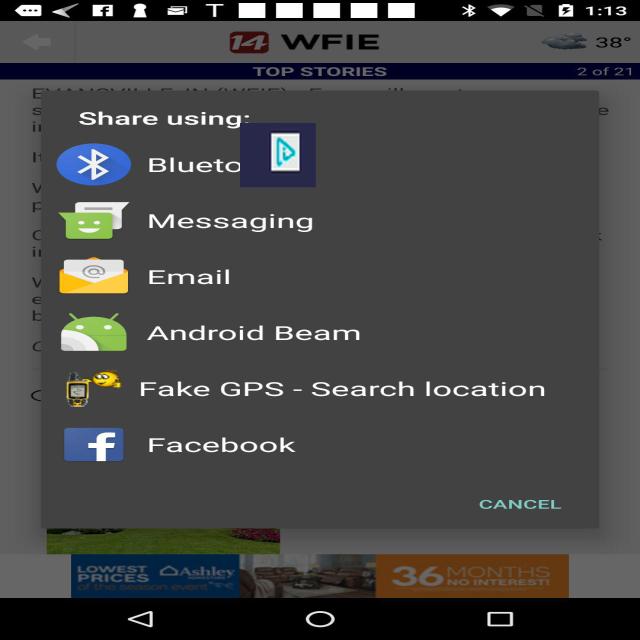 1:13
14 WFIE 38°
TOP STORIES 2 of 21
Share using:
Blueto
Messaging
Email
@
Android Beam
Fake GPS - Search location
Facebook
CANCEL
LOWEST
PRICES
of the season event
Ashley
36 MONTHS
NO INTEREST!